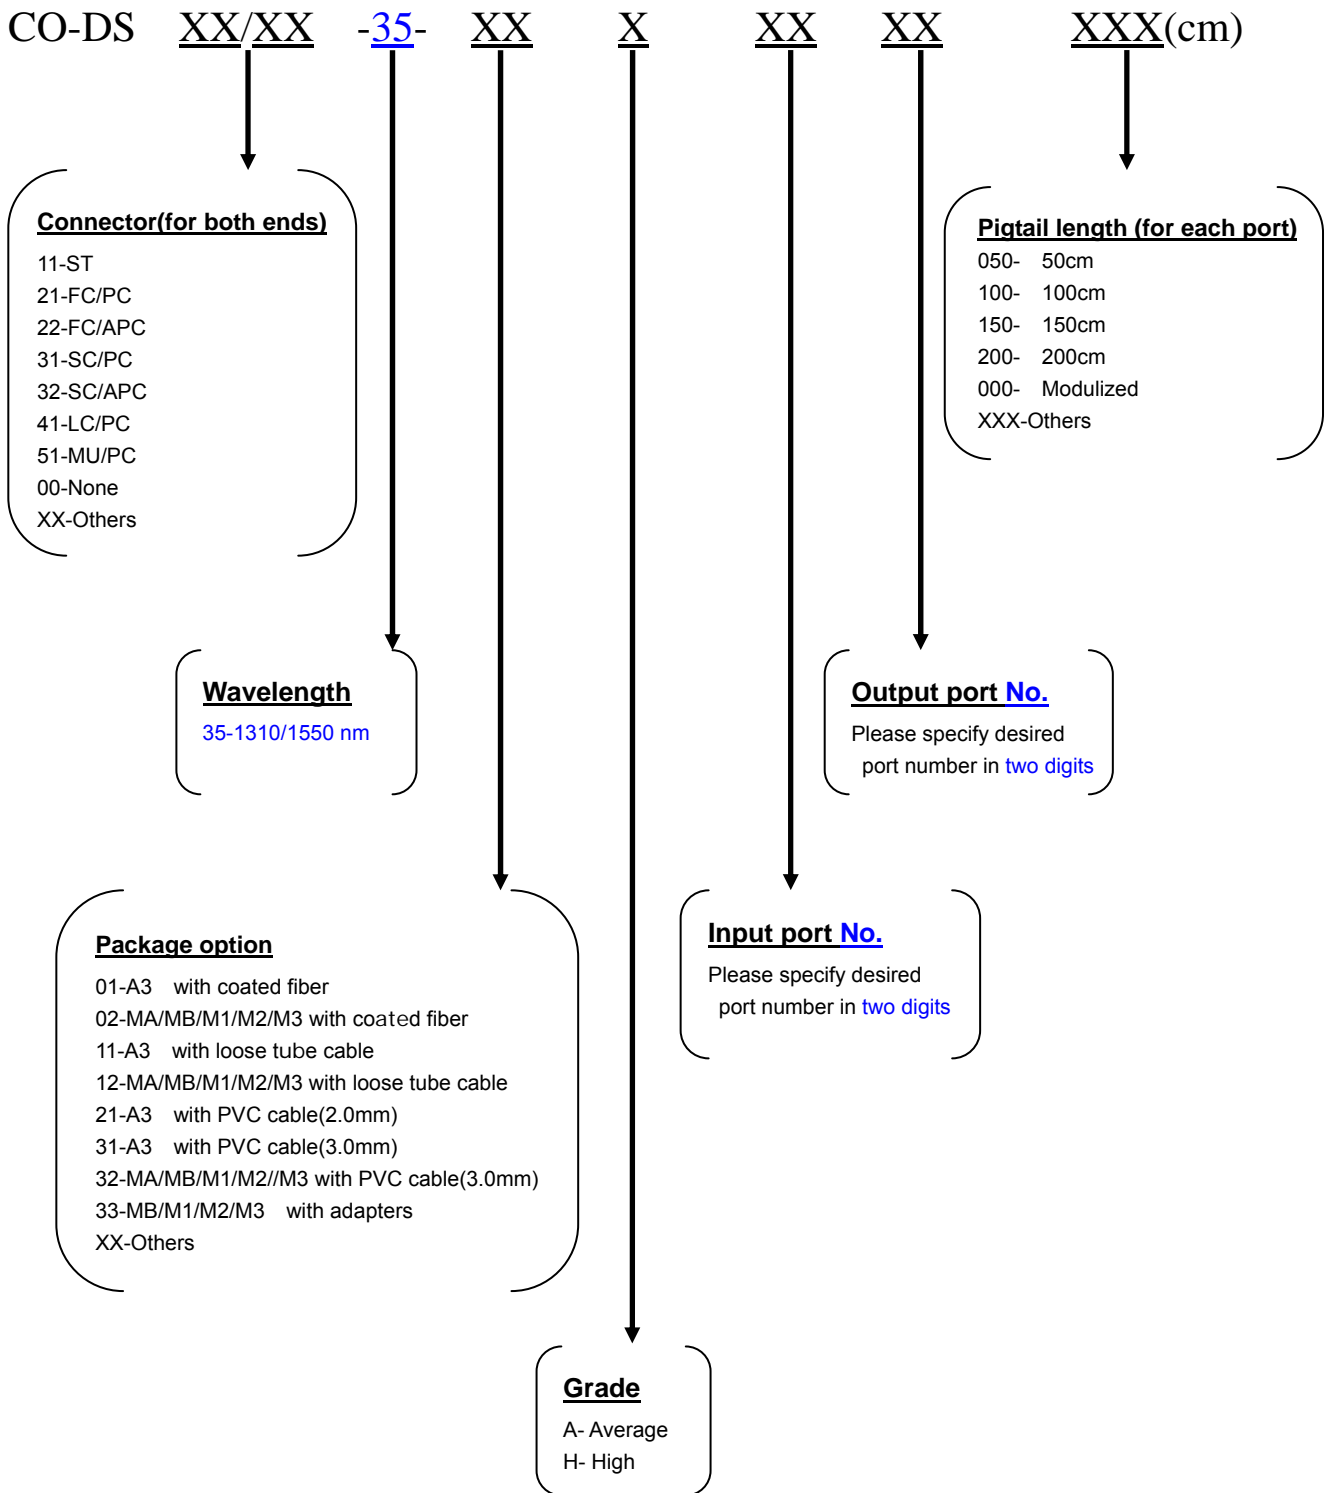 CO-DS XX/XX -35- XX X XX XX XXX(cm)
Connector(for both ends)
11-ST
21-FC/PC
22-FC/APC
31-SC/PC
32-SC/APC
41-LC/PC
51-MU/PC
00-None
XX-Others
Pigtail length (for each port)
050- 50cm
100- 100cm
150- 150cm
200- 200cm
000- Modulized
XXX-Others
Wavelength
35-1310/1550 nm
Output port No.
Please specify desired
port number in two digits
Package option
01-A3 with coated fiber
02-MA/MB/M1/M2/M3 with coated fiber
11-A3 with loose tube cable
12-MA/MB/M1/M2/M3 with loose tube cable
21-A3 with PVC cable(2.0mm)
31-A3 with PVC cable(3.0mm)
32-MA/MB/M1/M2//M3 with PVC cable(3.0mm)
33-MB/M1/M2/M3 with adapters
XX-Others
Input port No.
Please specify desired
port number in two digits
Grade
A- Average
H- High